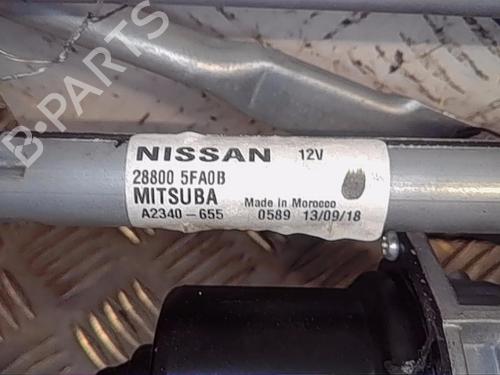 B-PARTS
NISSAN 12V
28800 5FA0B
MITSUBA Made in Morocco
A2340-655 0589 13/09/18